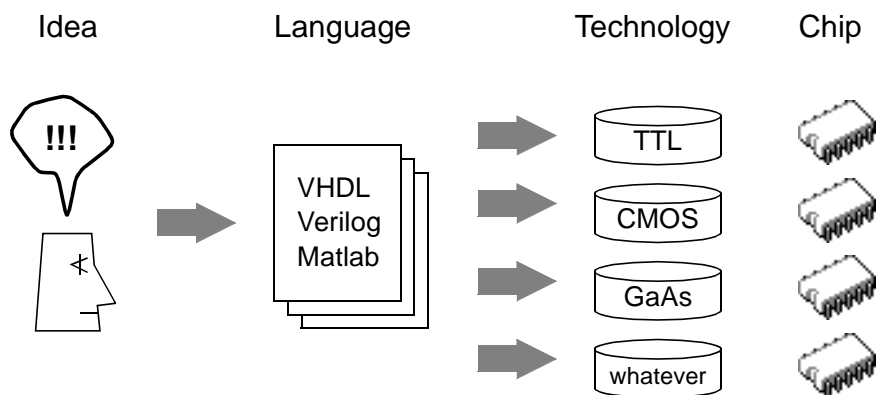 Idea Language Technology Chip
!!!
VHDL
Verilog
Matlab
TTL
CMOS
GaAs
whatever